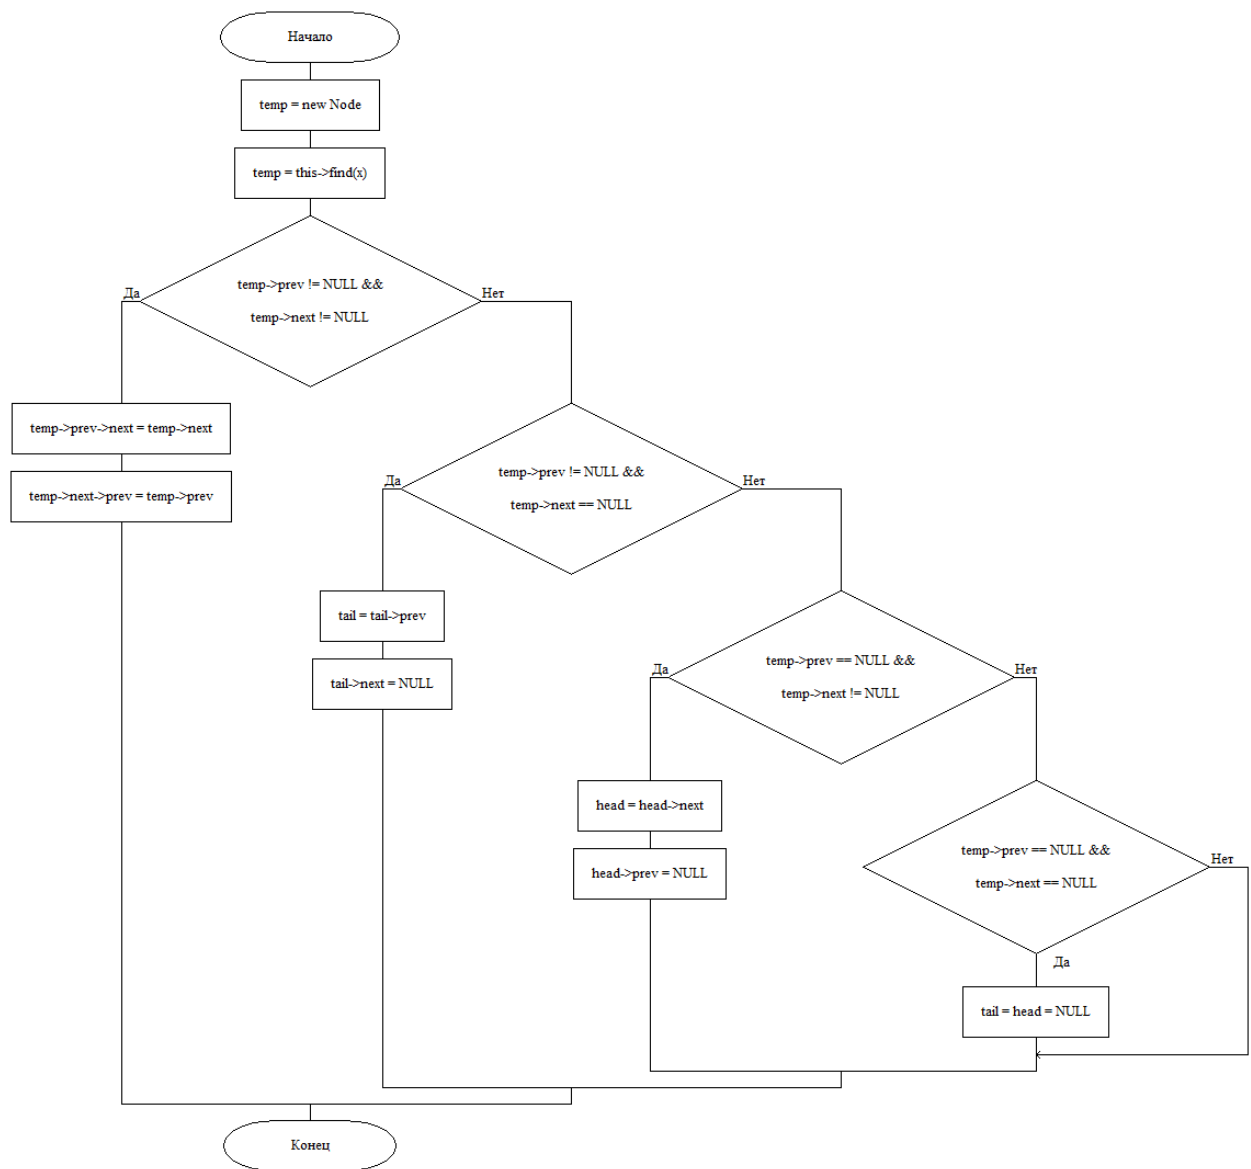 Начало
temp = new Node
temp = this->find(x)
temp->prev != NULL &&
temp->next != NULL
Да
Нет
temp->prev->next = temp->next
temp->next->prev = temp->prev
temp->prev != NULL &&
temp->next == NULL
Да
Нет
tail = tail->prev
tail->next = NULL
temp->prev == NULL &&
temp->next != NULL
Да
Нет
head = head->next
head->prev = NULL
temp->prev == NULL &&
temp->next == NULL
Нет
Да
tail = head = NULL
Конец